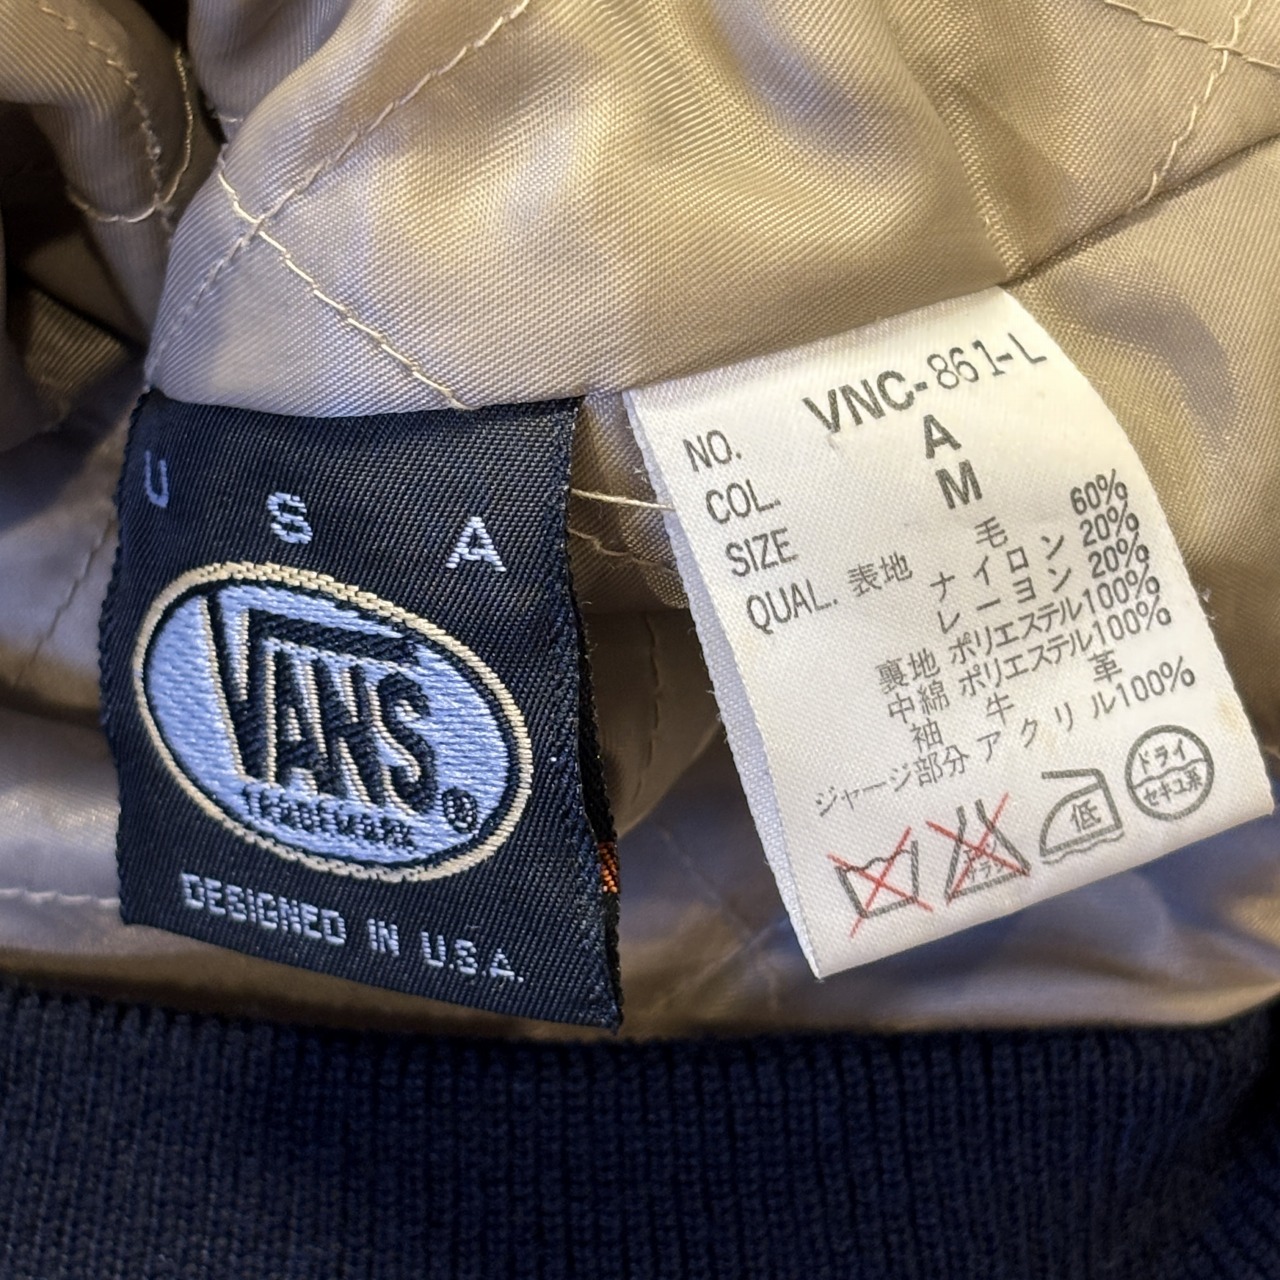 U S A
VANS
TRADEMARK ®
DESIGNED IN U.S.A.
NO. VNC-861-L
COL. A
SIZE M
QUAL. 表地 毛 60%
ナイロン 20%
レーヨン 20%
裏地 ポリエステル100%
中綿 ポリエステル100%
袖 牛 革
ジャージ部分 アクリル100%
低
ドライ
セキユ系